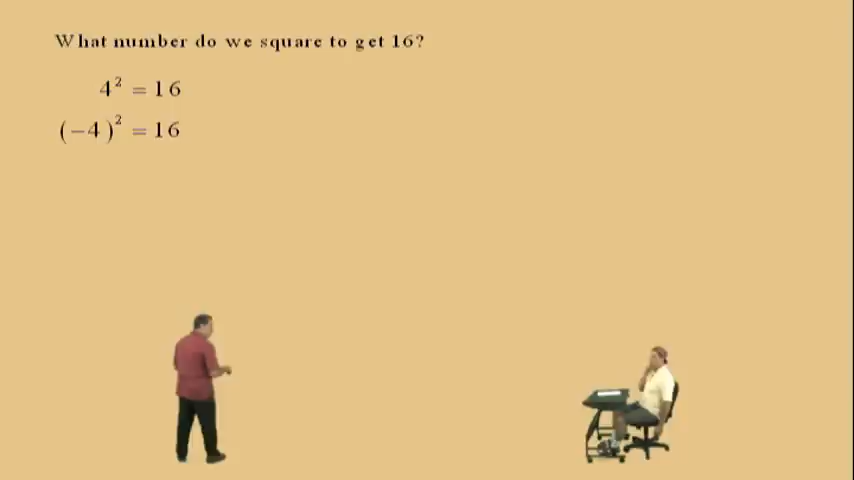 What number do we square to get 16?
4² = 16
(−4)² = 16